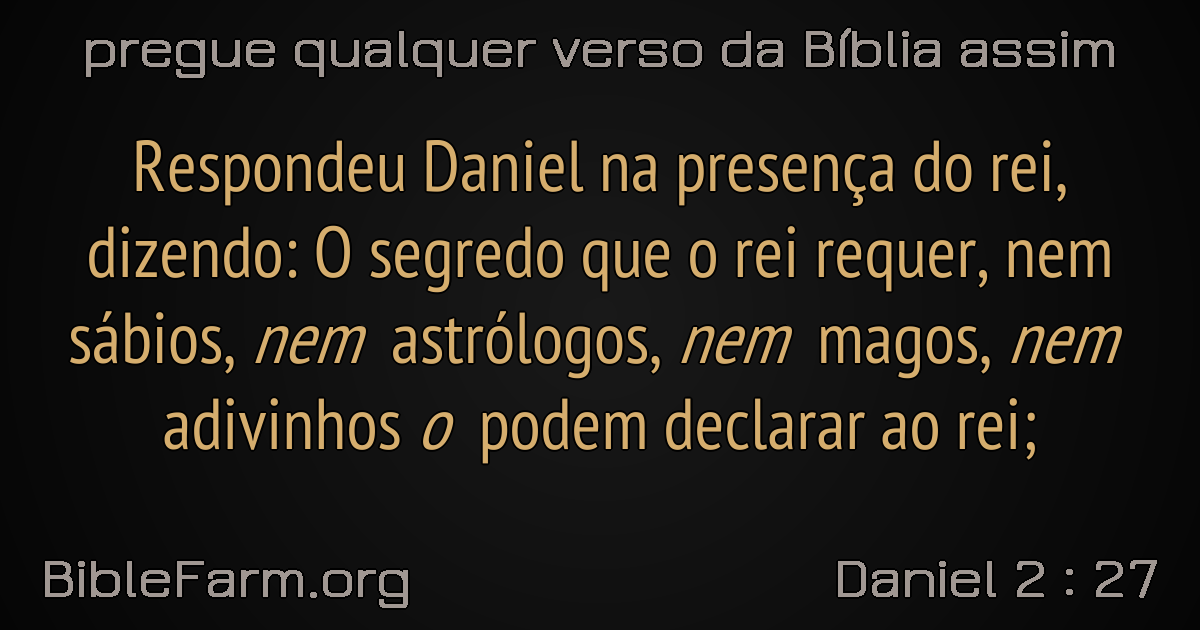 pregue qualquer verso da Bíblia assim
Respondeu Daniel na presença do rei,
dizendo: O segredo que o rei requer, nem
sábios, nem astrólogos, nem magos, nem
adivinhos o podem declarar ao rei;
BibleFarm.org
Daniel 2 : 27